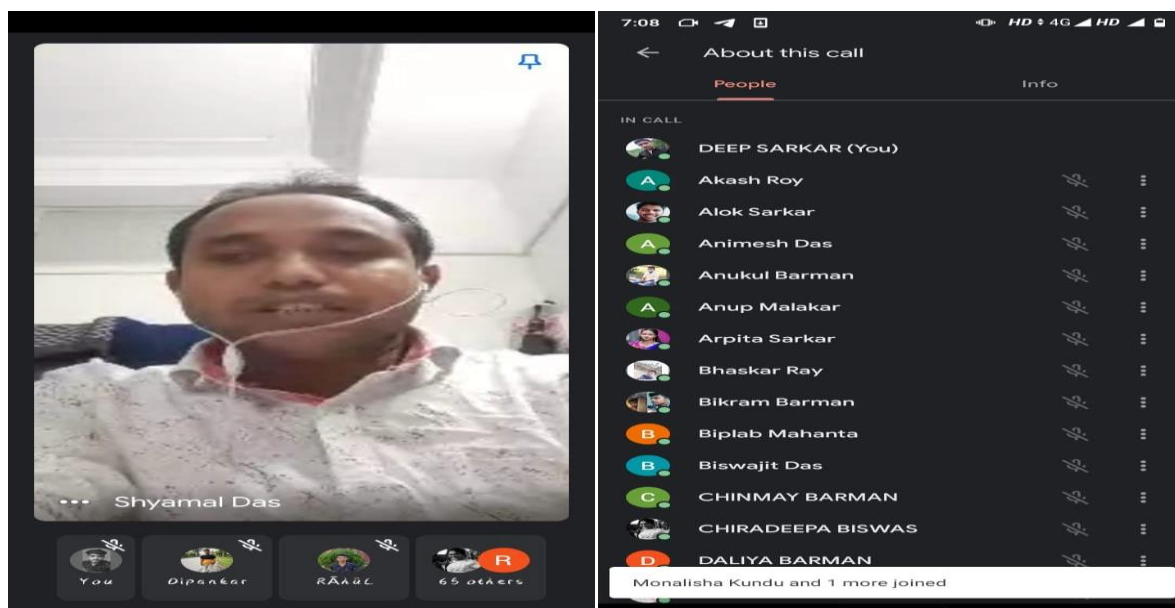 Shyamal Das
You
Dipankar
RÄhüL
R
65 others
7:08
HD 4G HD
About this call
People
Info
IN CALL
DEEP SARKAR (You)
A
Akash Roy
Alok Sarkar
A
Animesh Das
Anukul Barman
A
Anup Malakar
Arpita Sarkar
Bhaskar Ray
Bikram Barman
B
Biplab Mahanta
B
Biswajit Das
C
CHINMAY BARMAN
CHIRADEEPA BISWAS
D
DALIYA BARMAN
Monalisha Kundu and 1 more joined